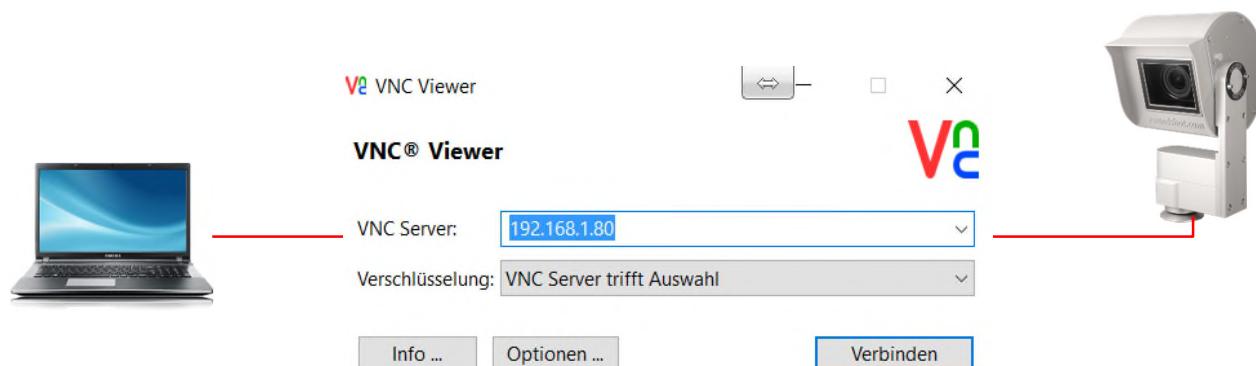 VNC Viewer
VNC® Viewer
VNC Server: 192.168.1.80
Verschlüsselung: VNC Server trifft Auswahl
Info ...
Optionen ...
Verbinden